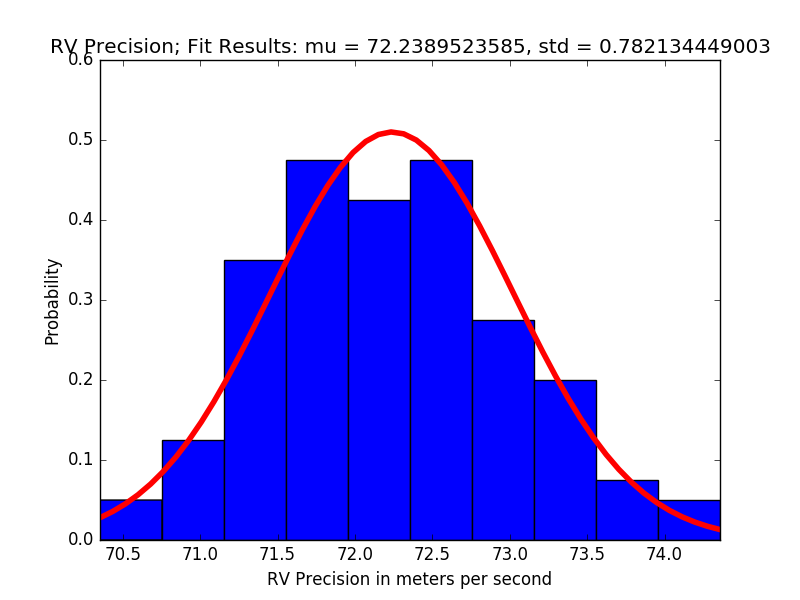 RV Precision; Fit Results: mu = 72.2389523585, std = 0.782134449003
0.6
0.5
0.4
0.3
0.2
0.1
0.0
Probability
70.5 71.0 71.5 72.0 72.5 73.0 73.5 74.0
RV Precision in meters per second